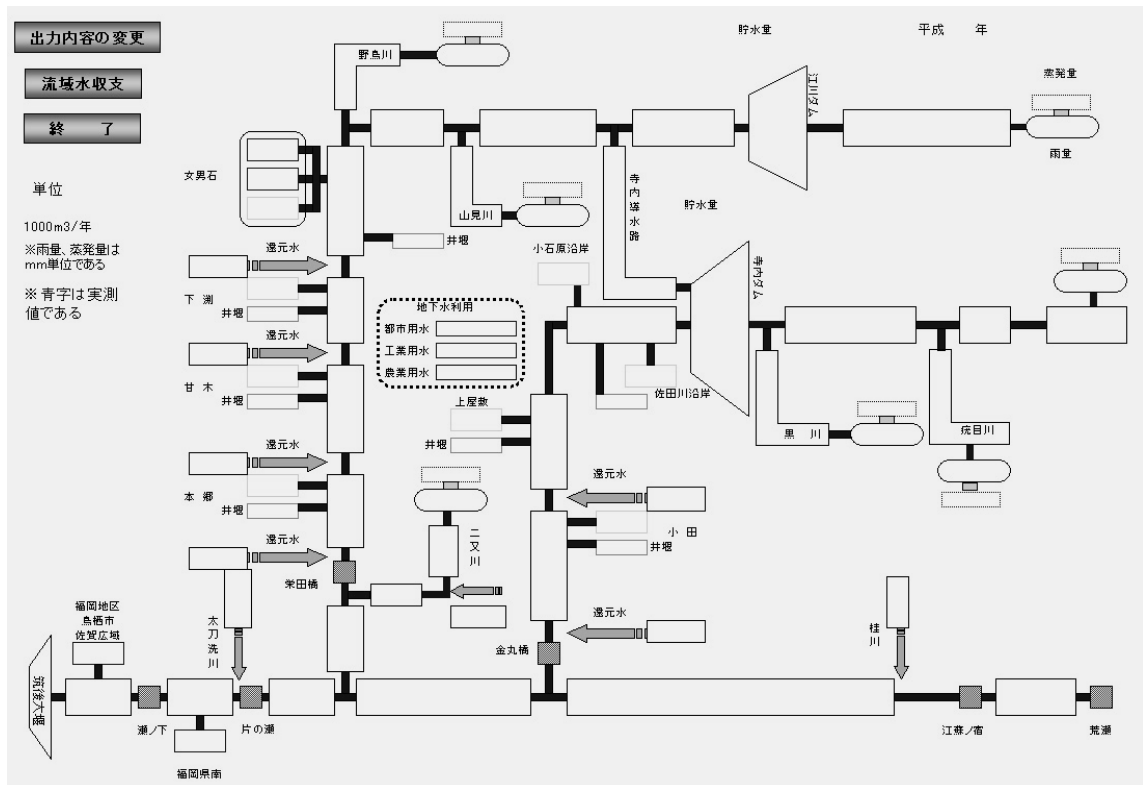 出力内容の変更
流域水収支
終 了
単位
1000m3/年
※雨量、蒸発量は
mm単位である
※青字は実測
値である
貯水量
平成 年
野鳥川
江川ダム
蒸発量
雨量
女男石
山見川
寺内導水路
貯水量
井堰
小石原沿岸
寺内ダム
還元水
下渕
井堰
地下水利用
都市用水
工業用水
農業用水
還元水
甘木
井堰
佐田川沿岸
上屋敷
井堰
黒川
疣目川
還元水
本郷
井堰
還元水
小田
井堰
二又川
還元水
栄田橋
還元水
金丸橋
桂川
福岡地区
鳥栖市
佐賀広域
太刀洗川
筑後大堰
瀬ノ下
片の瀬
江蘇ノ宿
荒瀬
福岡県南